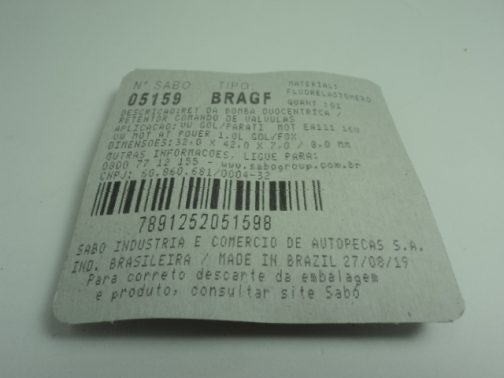 Nº SABO TIPO: MATERIAL:
05159 BRAGF FLUORELASTOMERO
QUANT:01
DESCRICAO:RET DA BOMBA DUOCENTRICA /
RETENTOR COMANDO DE VALVULAS
APLICACAO:VW GOL/PARATI MOT EA111 16V
VW MOT AT POWER 1.0L GOL/FOX
DIMENSOES:32.0 X 42.0 X 7.0 / 8.0 MM
OUTRAS INFORMACOES, LIGUE PARA:
0800 77 12 155 - www.sabogroup.com.br
CNPJ: 60.860.681/0004-32
7891252051598
SABO INDUSTRIA E COMERCIO DE AUTOPECAS S.A.
IND. BRASILEIRA / MADE IN BRAZIL 27/08/19
Para correto descarte da embalagem
e produto, consultar site Sabó